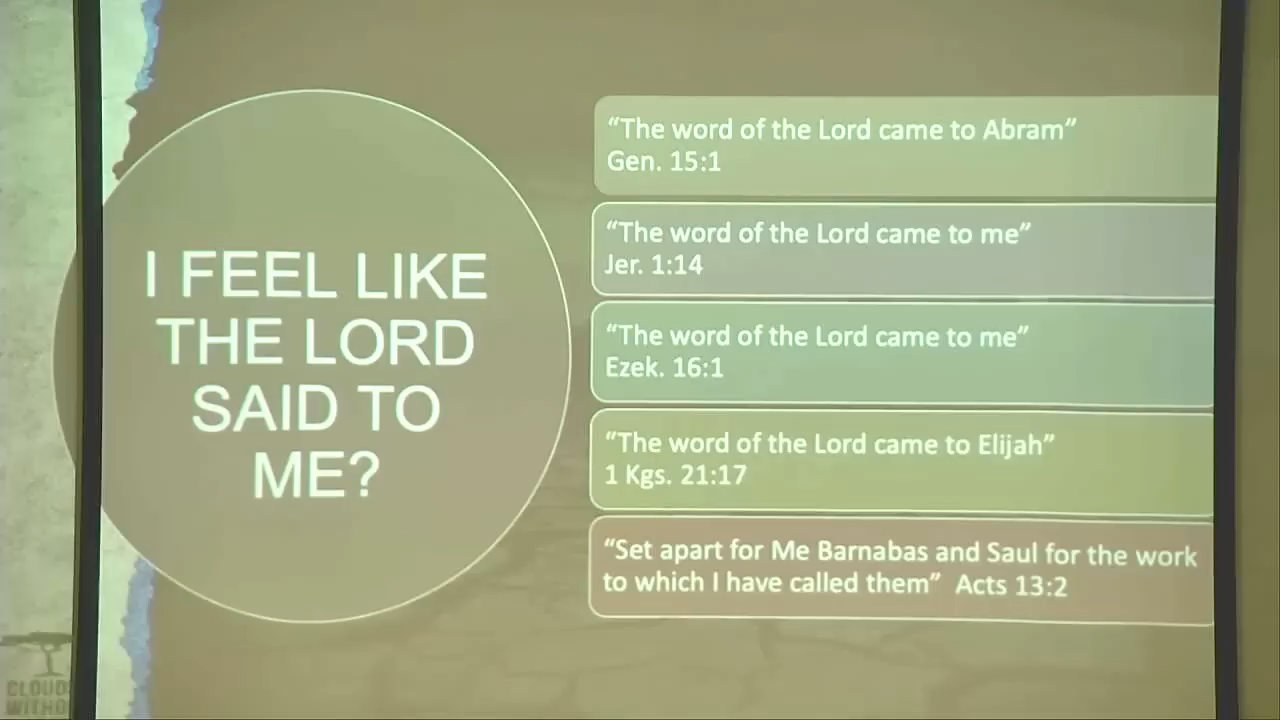 I FEEL LIKE
THE LORD
SAID TO
ME?
“The word of the Lord came to Abram”
Gen. 15:1
“The word of the Lord came to me”
Jer. 1:14
“The word of the Lord came to me”
Ezek. 16:1
“The word of the Lord came to Elijah”
1 Kgs. 21:17
“Set apart for Me Barnabas and Saul for the work
to which I have called them” Acts 13:2
CLOUD
WITHO